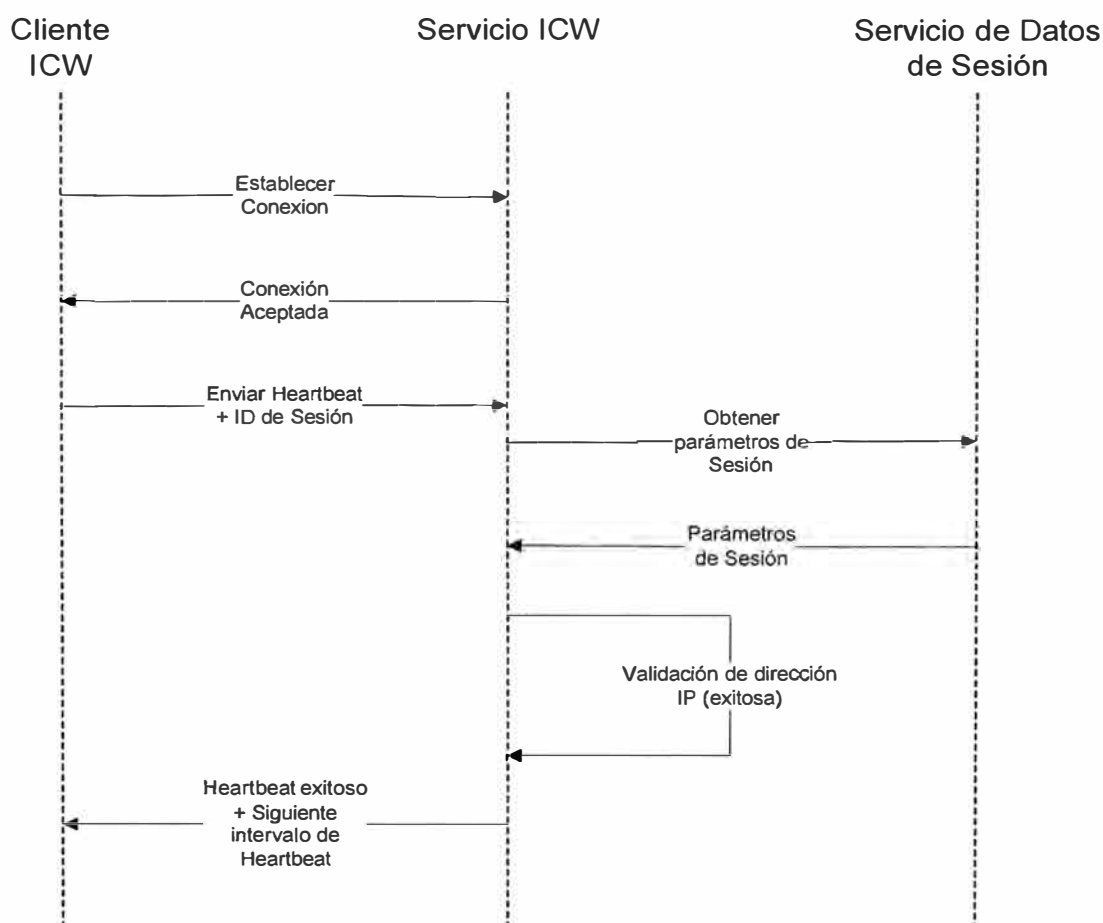 Cliente
ICW
Servicio ICW
Servicio de Datos
de Sesión
Establecer
Conexion
Conexión
Aceptada
Enviar Heartbeat
+ ID de Sesión
Obtener
parámetros de
Sesión
Parámetros
de Sesión
Validación de dirección
IP (exitosa)
Heartbeat exitoso
+ Siguiente
intervalo de
Heartbeat